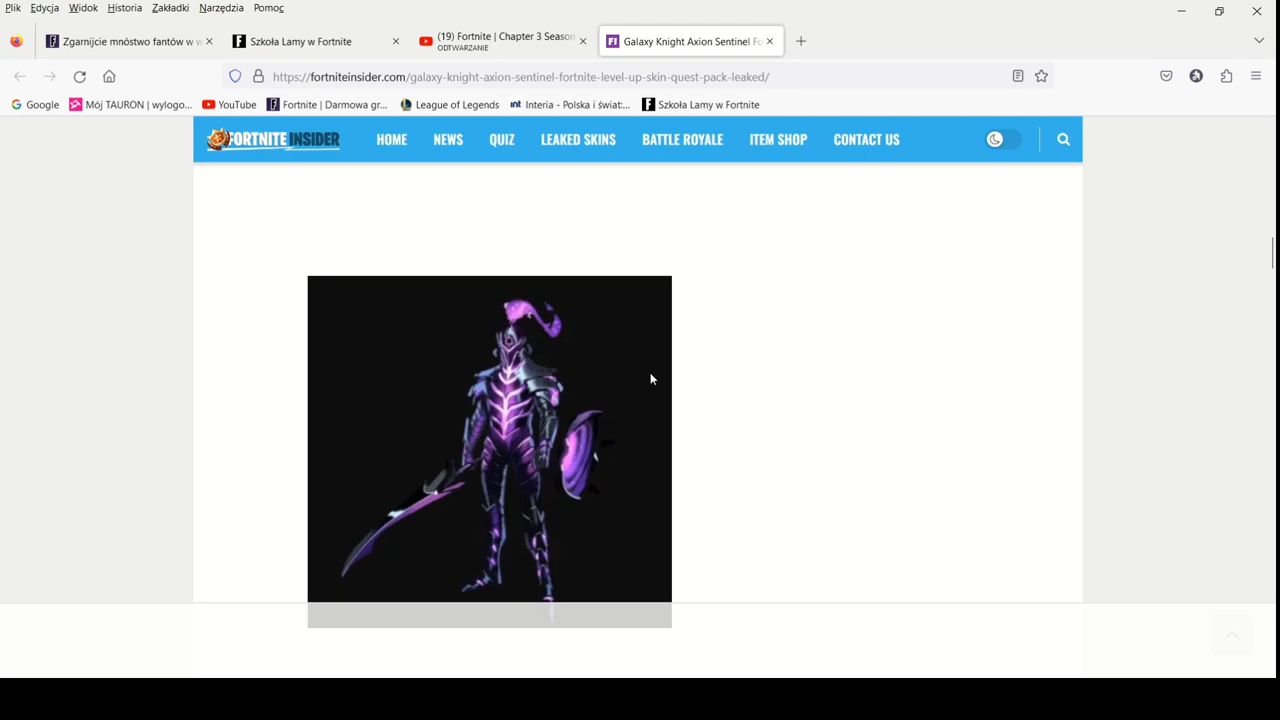 Plik Edycja Widok Historia Zakładki Narzędzia Pomoc
Zgarnijcie mnóstwo fantów w w
Szkoła Lamy w Fortnite
(19) Fortnite | Chapter 3 Season
ODTWARZANIE
Galaxy Knight Axion Sentinel Fo
https://fortniteinsider.com/galaxy-knight-axion-sentinel-fortnite-level-up-skin-quest-pack-leaked/
Google Mój TAURON | wylogo... YouTube Fortnite | Darmowa gr... League of Legends Interia - Polska i świat:... Szkoła Lamy w Fortnite
FORTNITE INSIDER HOME NEWS QUIZ LEAKED SKINS BATTLE ROYALE ITEM SHOP CONTACT US